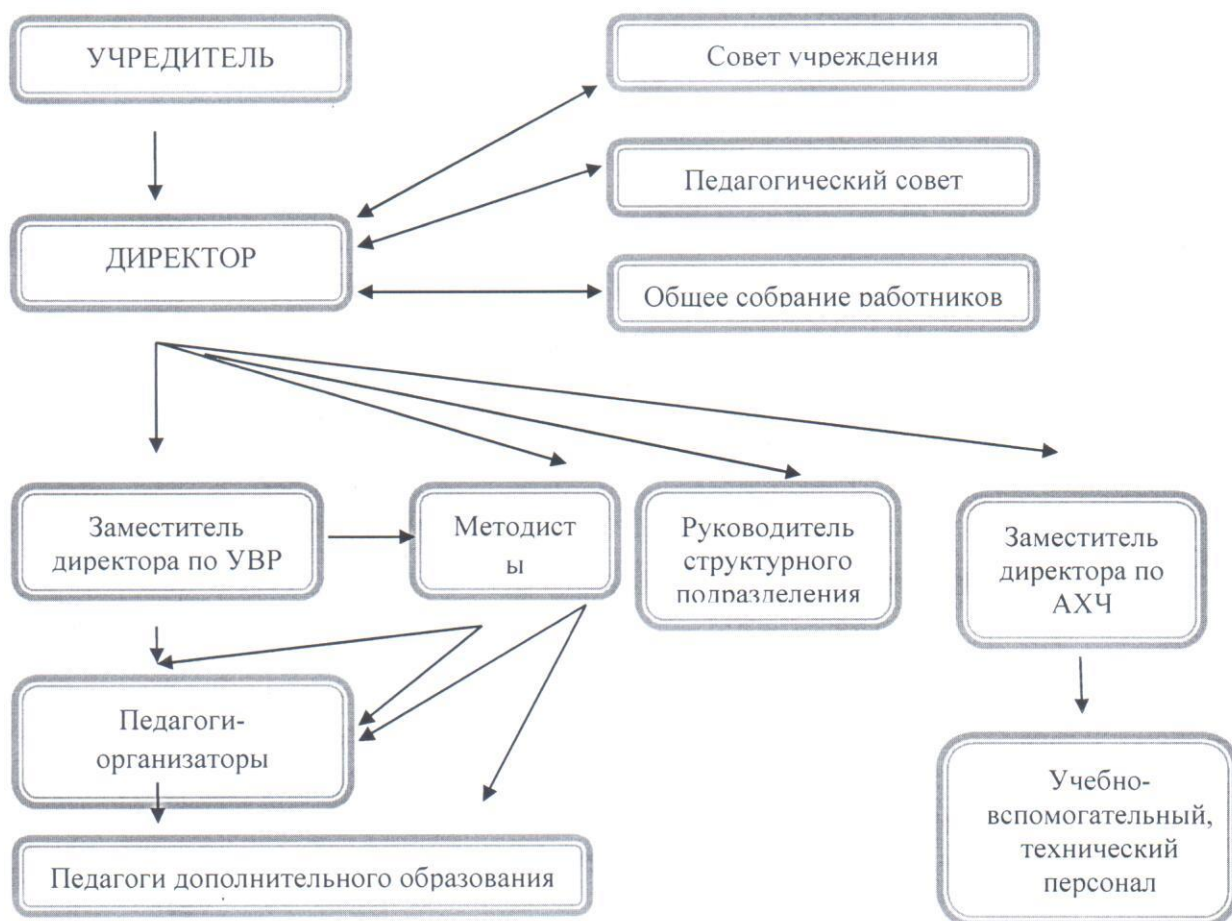 УЧРЕДИТЕЛЬ
Совет учреждения
Педагогический совет
ДИРЕКТОР
Общее собрание работников
Заместитель
директора по УВР
Методист
ы
Руководитель
структурного
подразделения
Заместитель
директора по
АХЧ
Педагоги-
организаторы
Учебно-
вспомогательный,
технический
персонал
Педагоги дополнительного образования